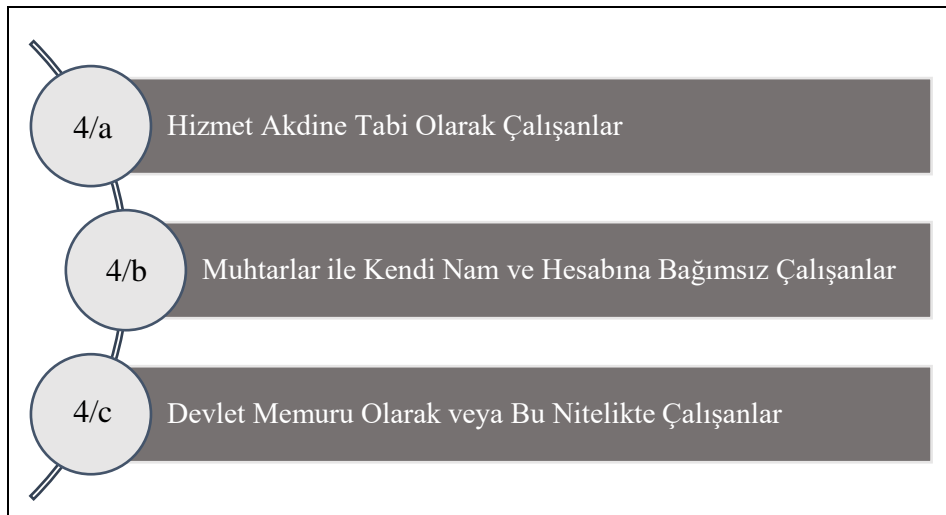 4/a
Hizmet Akdine Tabi Olarak Çalışanlar
4/b
Muhtarlar ile Kendi Nam ve Hesabına Bağımsız Çalışanlar
4/c
Devlet Memuru Olarak veya Bu Nitelikte Çalışanlar